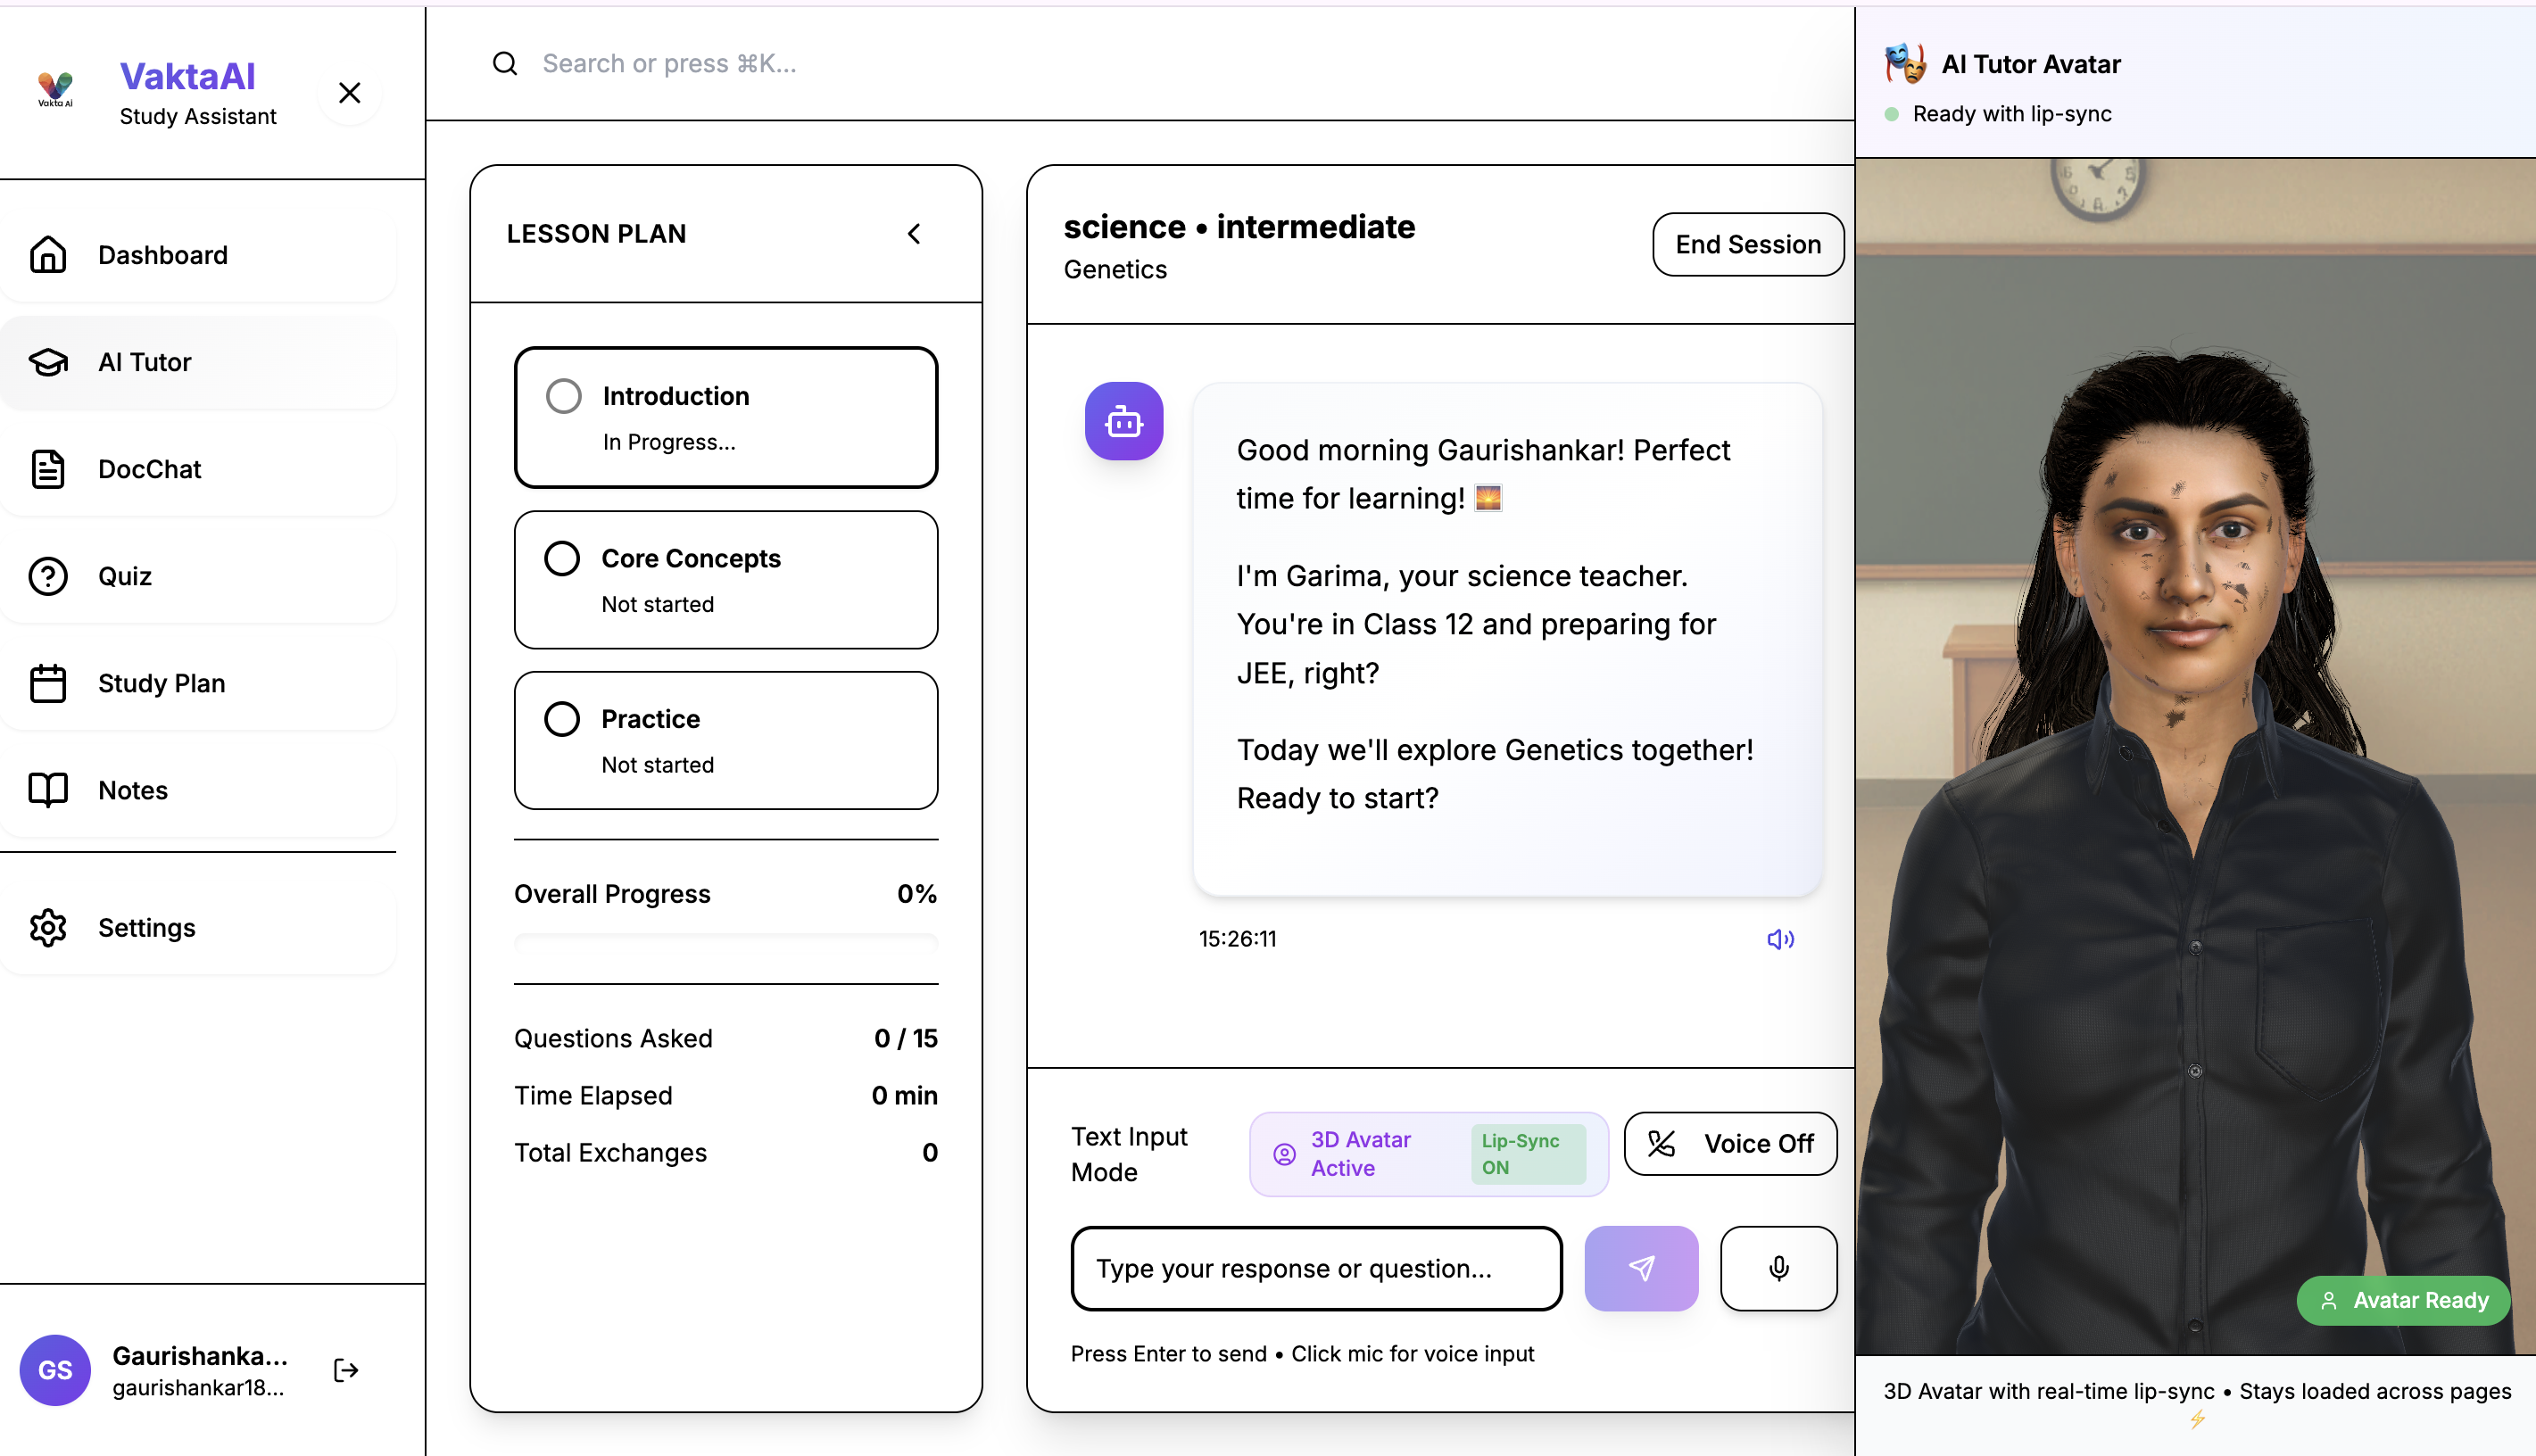 Vakta Ai
VaktaAI
Study Assistant
Dashboard
AI Tutor
DocChat
Quiz
Study Plan
Notes
Settings
GS
Gaurishanka...
gaurishankar18...
Search or press ⌘K...
LESSON PLAN
Introduction
In Progress...
Core Concepts
Not started
Practice
Not started
Overall Progress 0%
Questions Asked 0 / 15
Time Elapsed 0 min
Total Exchanges 0
science • intermediate
Genetics
End Session
Good morning Gaurishankar! Perfect
time for learning! 🌅
I'm Garima, your science teacher.
You're in Class 12 and preparing for
JEE, right?
Today we'll explore Genetics together!
Ready to start?
15:26:11
Text Input
Mode
3D Avatar
Active
Lip-Sync
ON
Voice Off
Type your response or question...
Press Enter to send • Click mic for voice input
AI Tutor Avatar
Ready with lip-sync
Avatar Ready
3D Avatar with real-time lip-sync • Stays loaded across pages
⚡